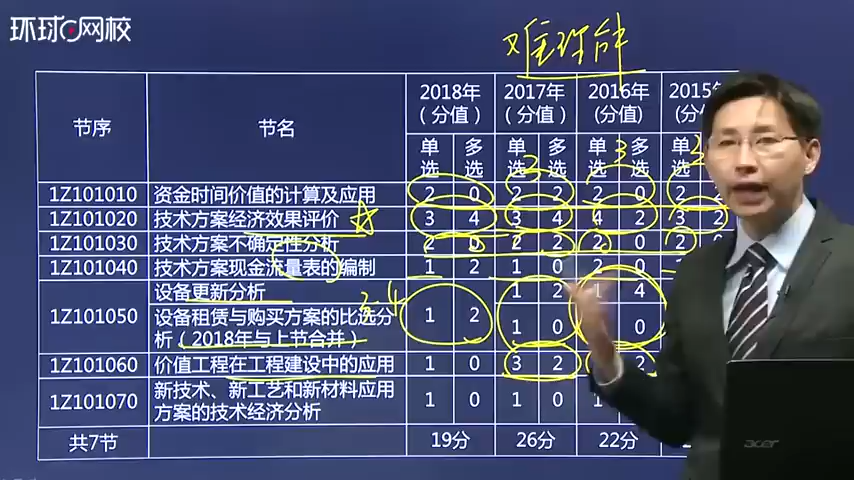 环球网校
难理解
2018年 2017年 2016年 2015年
节序 节名 (分值) (分值) (分值) (分
单选 多选 单选 多选 单选 多选
2 3
1Z101010 资金时间价值的计算及应用 2 0 2 2 2 0 2 2
1Z101020 技术方案经济效果评价 3 4 3 4 4 2 3 2
1Z101030 技术方案不确定性分析 2 0 2 2 2 0 2
1Z101040 技术方案现金流量表的编制 1 2 1 0 2 0
设备更新分析 1 2 1 4
3-4
1Z101050 设备租赁与购买方案的比选分 1 2 1 0 0
析(2018年与上节合并)
1Z101060 价值工程在工程建设中的应用 1 0 3 2 2
1Z101070 新技术、新工艺和新材料应用 1 0 1 0 1
方案的技术经济分析
共7节 19分 26分 22分
acer